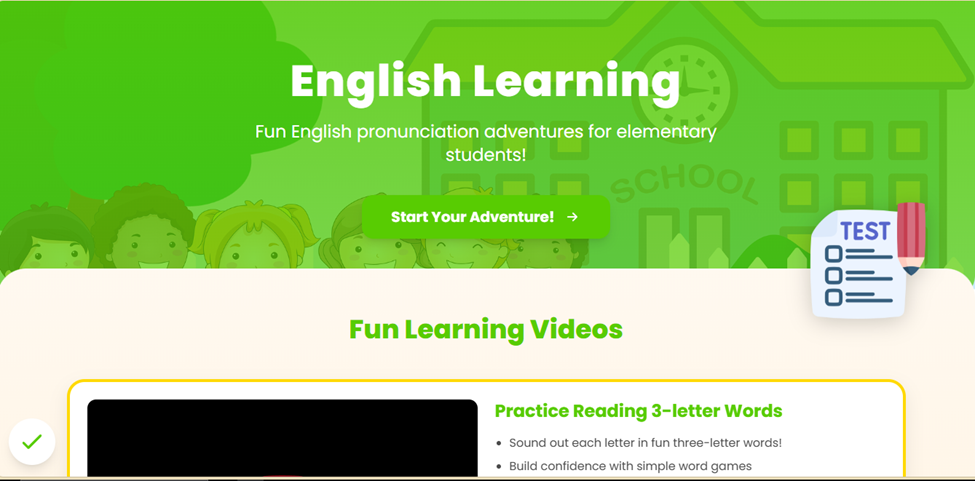 English Learning
Fun English pronunciation adventures for elementary
students!
SCHOOL
Start Your Adventure! →
TEST
Fun Learning Videos
Practice Reading 3-letter Words
• Sound out each letter in fun three-letter words!
• Build confidence with simple word games